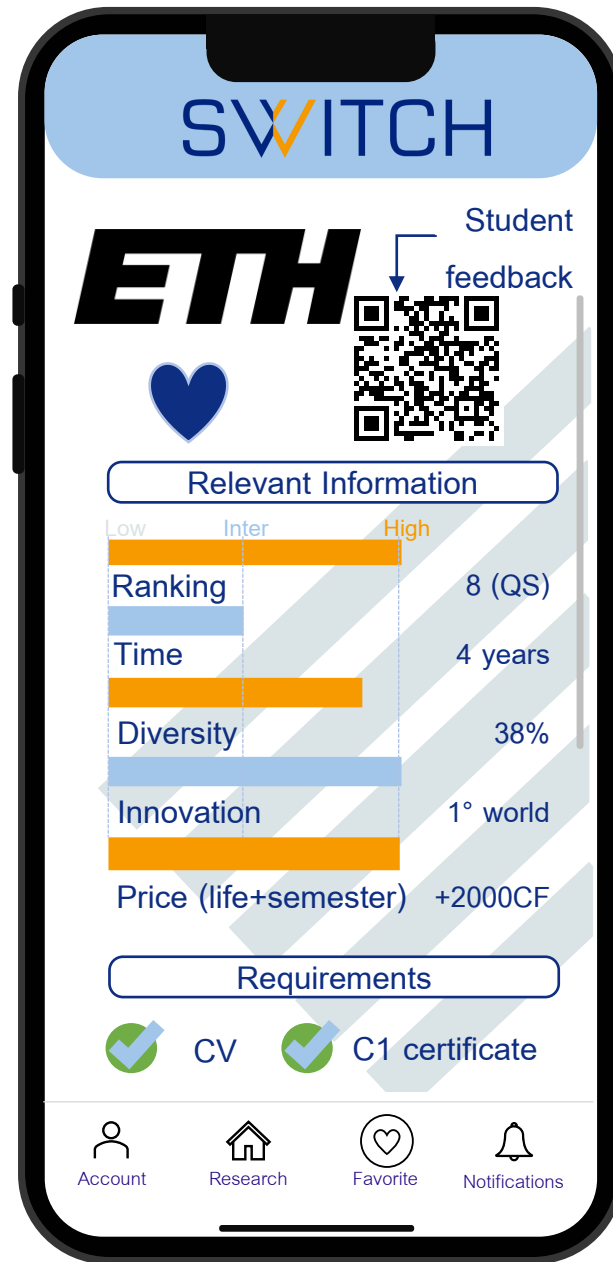 SWITCH
ETH
Student
feedback
Relevant Information
Low Inter High
Ranking 8 (QS)
Time 4 years
Diversity 38%
Innovation 1° world
Price (life+semester) +2000CF
Requirements
CV C1 certificate
Account Research Favorite Notifications